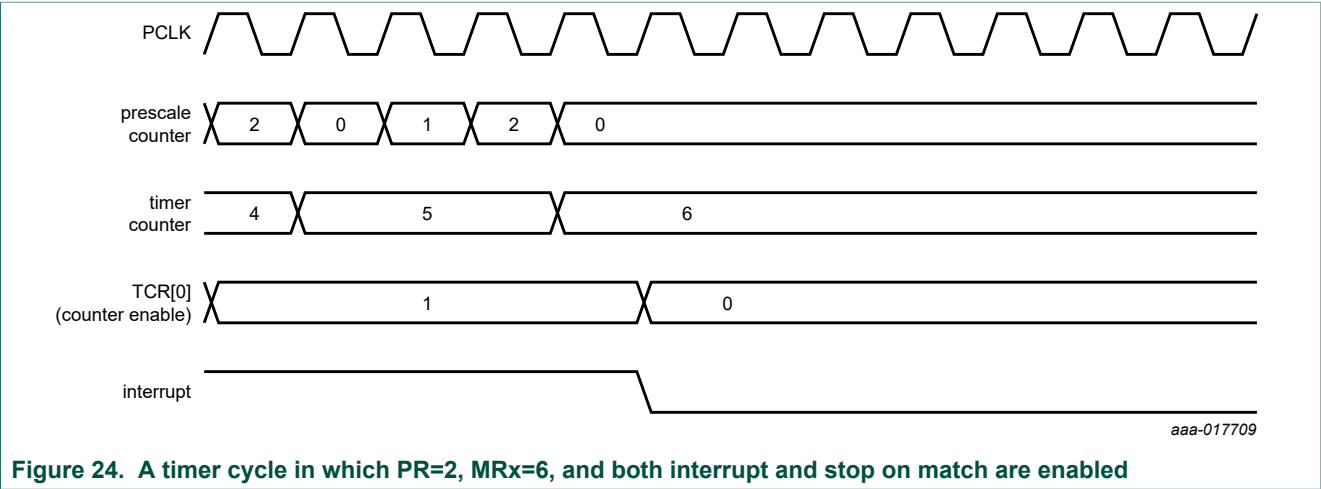 PCLK
prescale
counter
2 0 1 2 0
timer
counter
4 5 6
TCR[0]
(counter enable)
1 0
interrupt
aaa-017709
Figure 24. A timer cycle in which PR=2, MRx=6, and both interrupt and stop on match are enabled